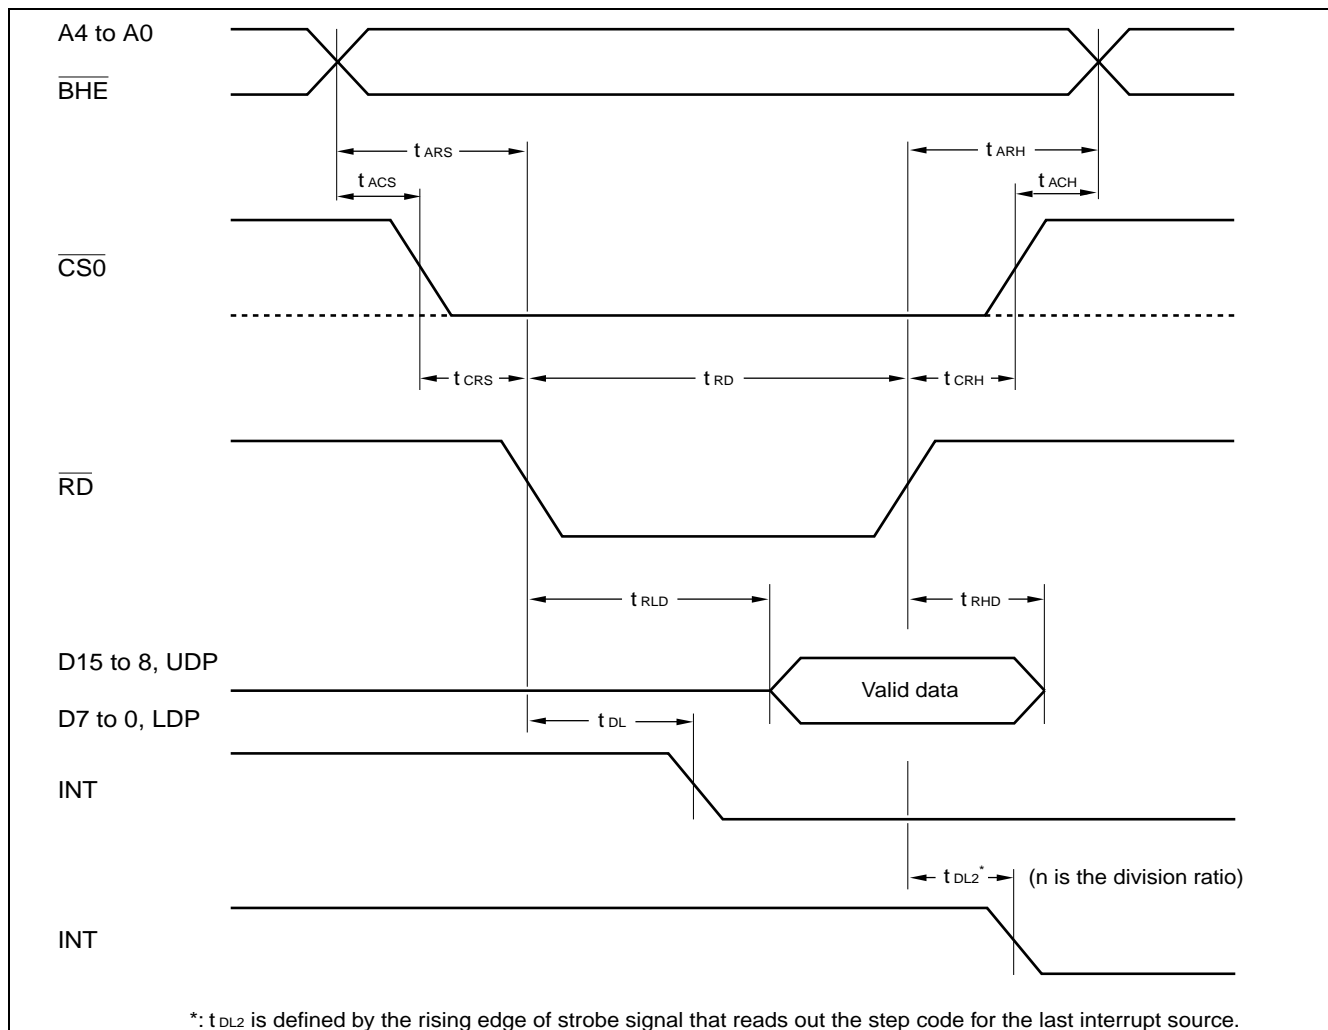 A4 to A0
BHE
t ARS
t ARH
t ACS
t ACH
CS0
t CRS
t RD
t CRH
RD
t RLD
t RHD
D15 to 8, UDP
Valid data
D7 to 0, LDP
t DL
INT
t DL2* (n is the division ratio)
INT
*: t DL2 is defined by the rising edge of strobe signal that reads out the step code for the last interrupt source.